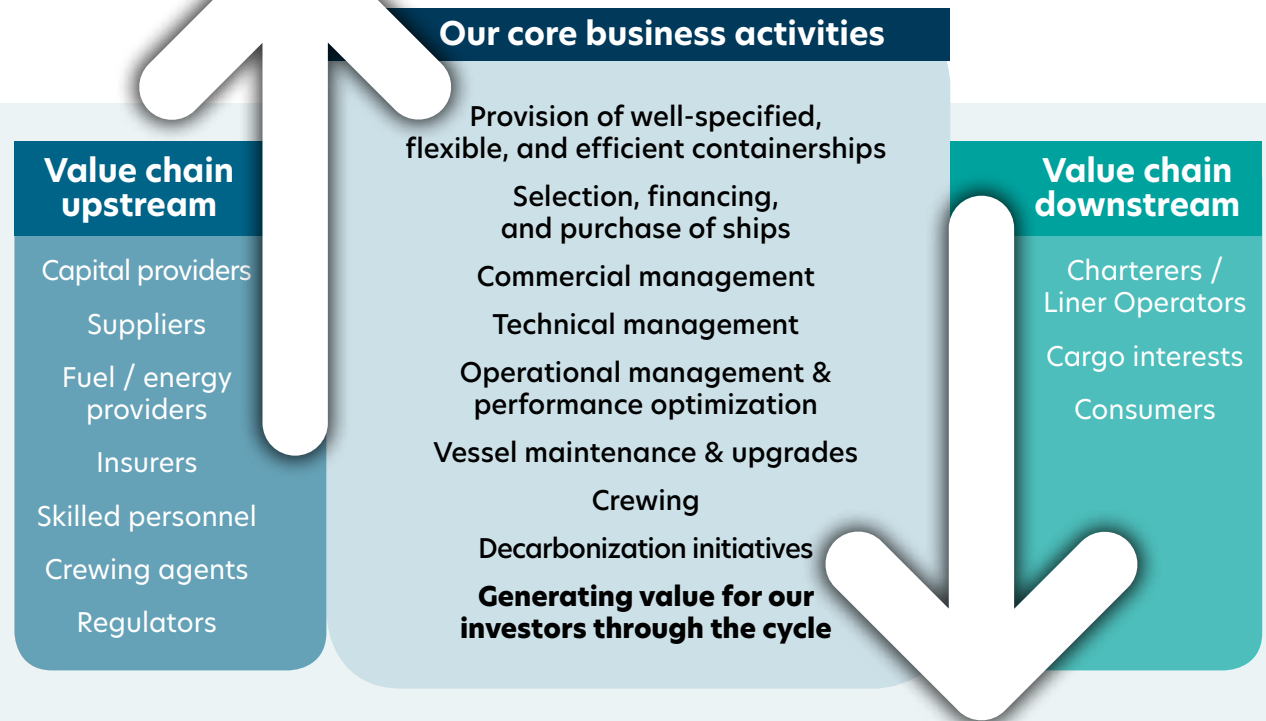 Our core business activities
Provision of well-specified,
flexible, and efficient containerships
Selection, financing,
and purchase of ships
Commercial management
Technical management
Operational management &
performance optimization
Vessel maintenance & upgrades
Crewing
Decarbonization initiatives
Generating value for our
investors through the cycle
Value chain
upstream
Capital providers
Suppliers
Fuel / energy
providers
Insurers
Skilled personnel
Crewing agents
Regulators
Value chain
downstream
Charterers /
Liner Operators
Cargo interests
Consumers